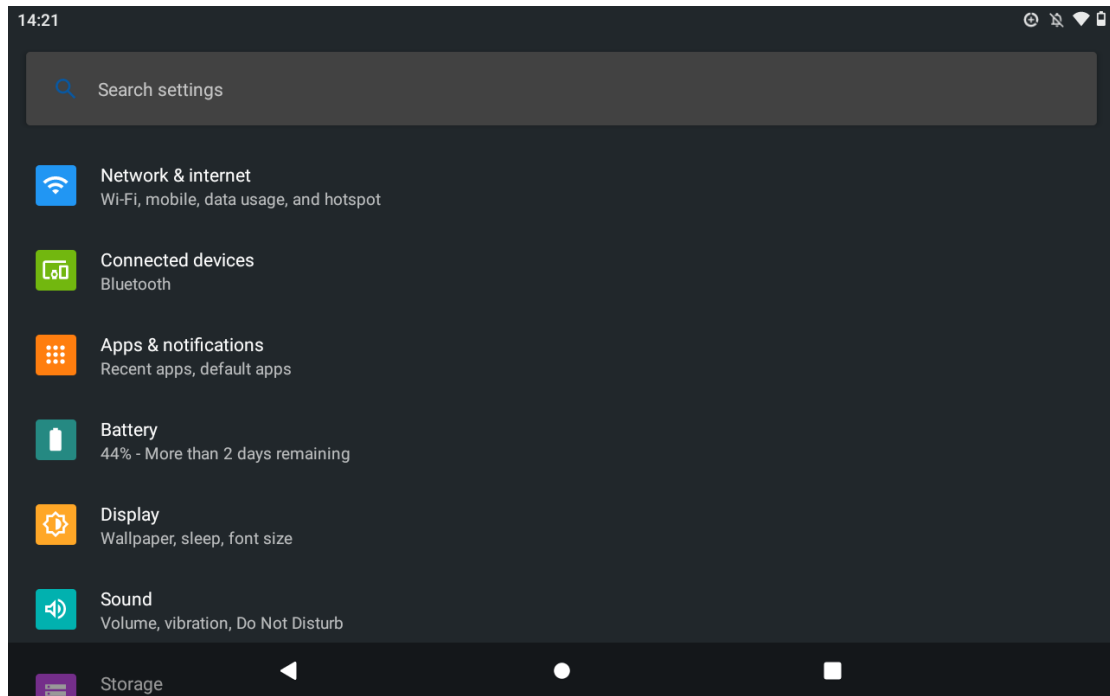 14:21
Search settings
Network & internet
Wi-Fi, mobile, data usage, and hotspot
Connected devices
Bluetooth
Apps & notifications
Recent apps, default apps
Battery
44% - More than 2 days remaining
Display
Wallpaper, sleep, font size
Sound
Volume, vibration, Do Not Disturb
Storage